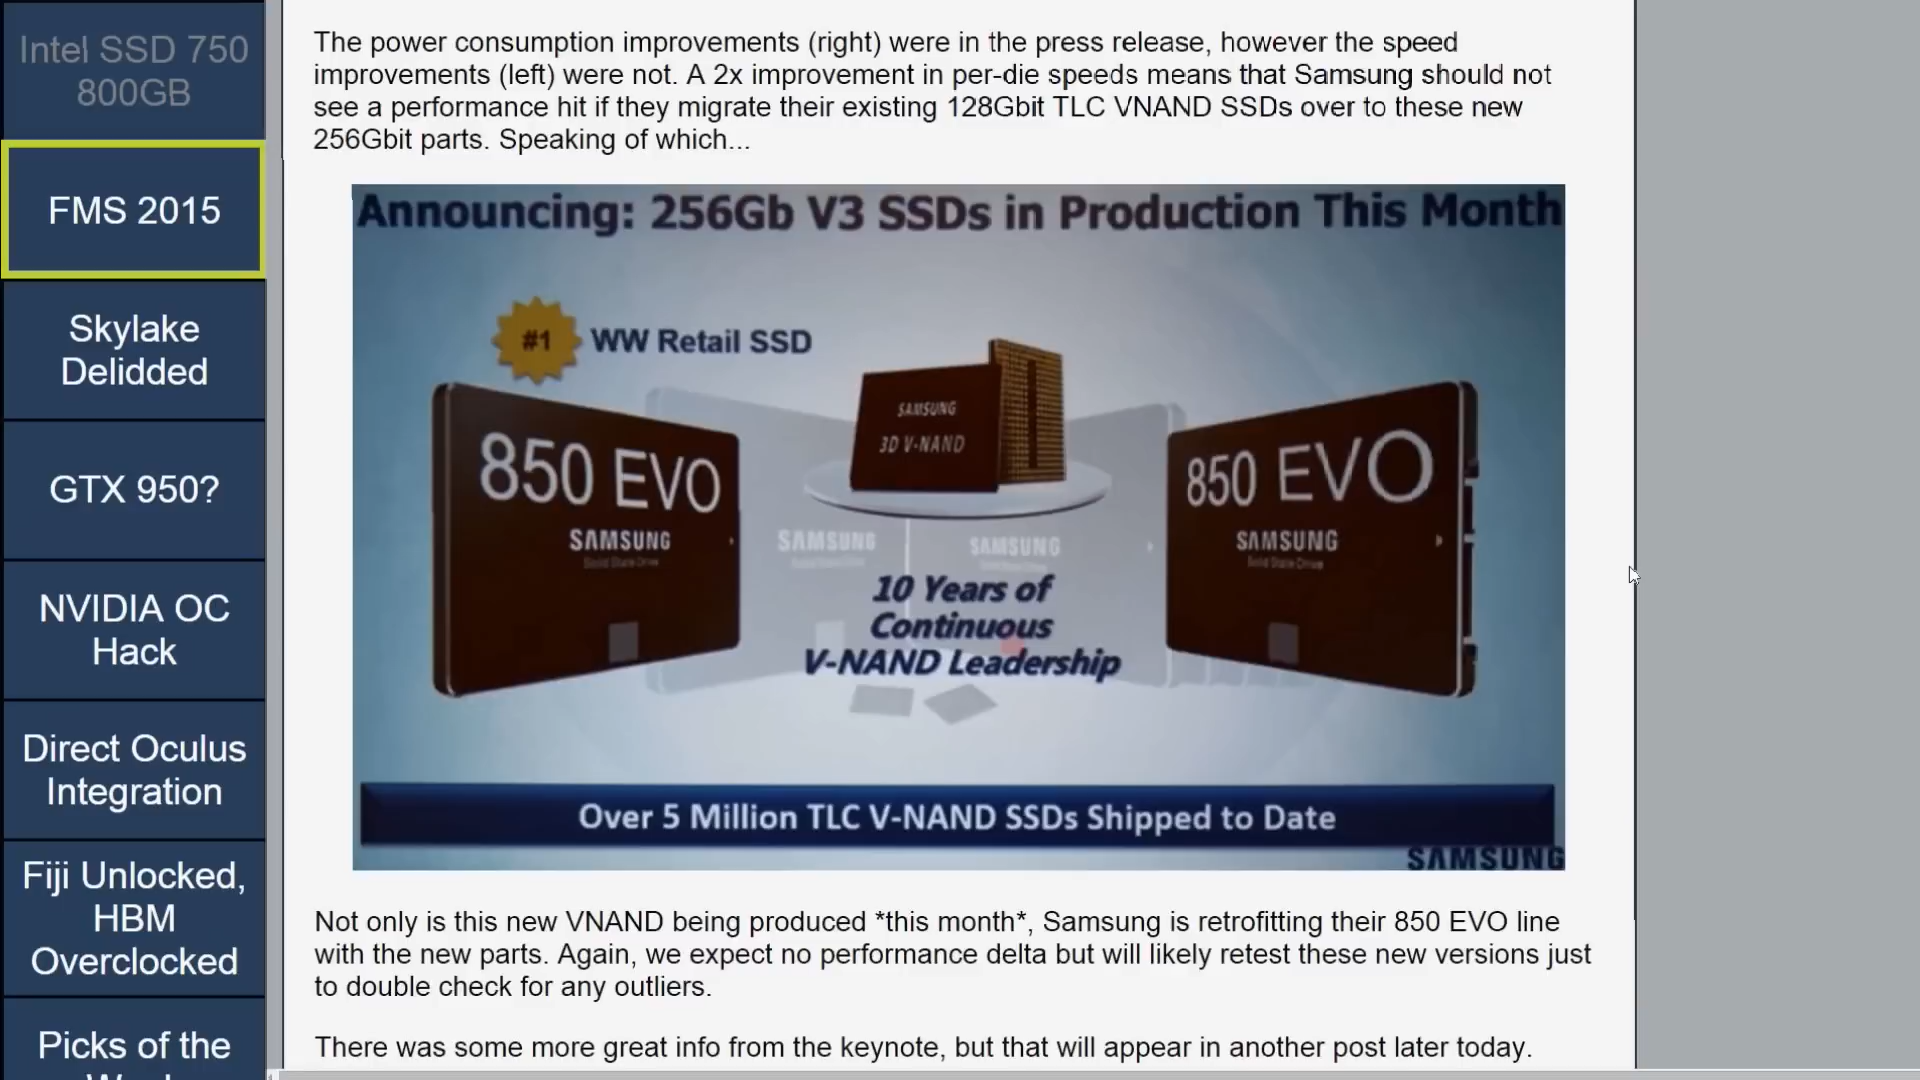 Intel SSD 750
800GB
FMS 2015
Skylake
Delidded
GTX 950?
NVIDIA OC
Hack
Direct Oculus
Integration
Fiji Unlocked,
HBM
Overclocked
Picks of the
The power consumption improvements (right) were in the press release, however the speed
improvements (left) were not. A 2x improvement in per-die speeds means that Samsung should not
see a performance hit if they migrate their existing 128Gbit TLC VNAND SSDs over to these new
256Gbit parts. Speaking of which...
Announcing: 256Gb V3 SSDs in Production This Month
#1 WW Retail SSD
SAMSUNG
3D V-NAND
850 EVO
SAMSUNG
Solid State Drive
850 EVO
SAMSUNG
Solid State Drive
SAMSUNG
SAMSUNG
10 Years of
Continuous
V-NAND Leadership
Over 5 Million TLC V-NAND SSDs Shipped to Date
SAMSUNG
Not only is this new VNAND being produced *this month*, Samsung is retrofitting their 850 EVO line
with the new parts. Again, we expect no performance delta but will likely retest these new versions just
to double check for any outliers.
There was some more great info from the keynote, but that will appear in another post later today.